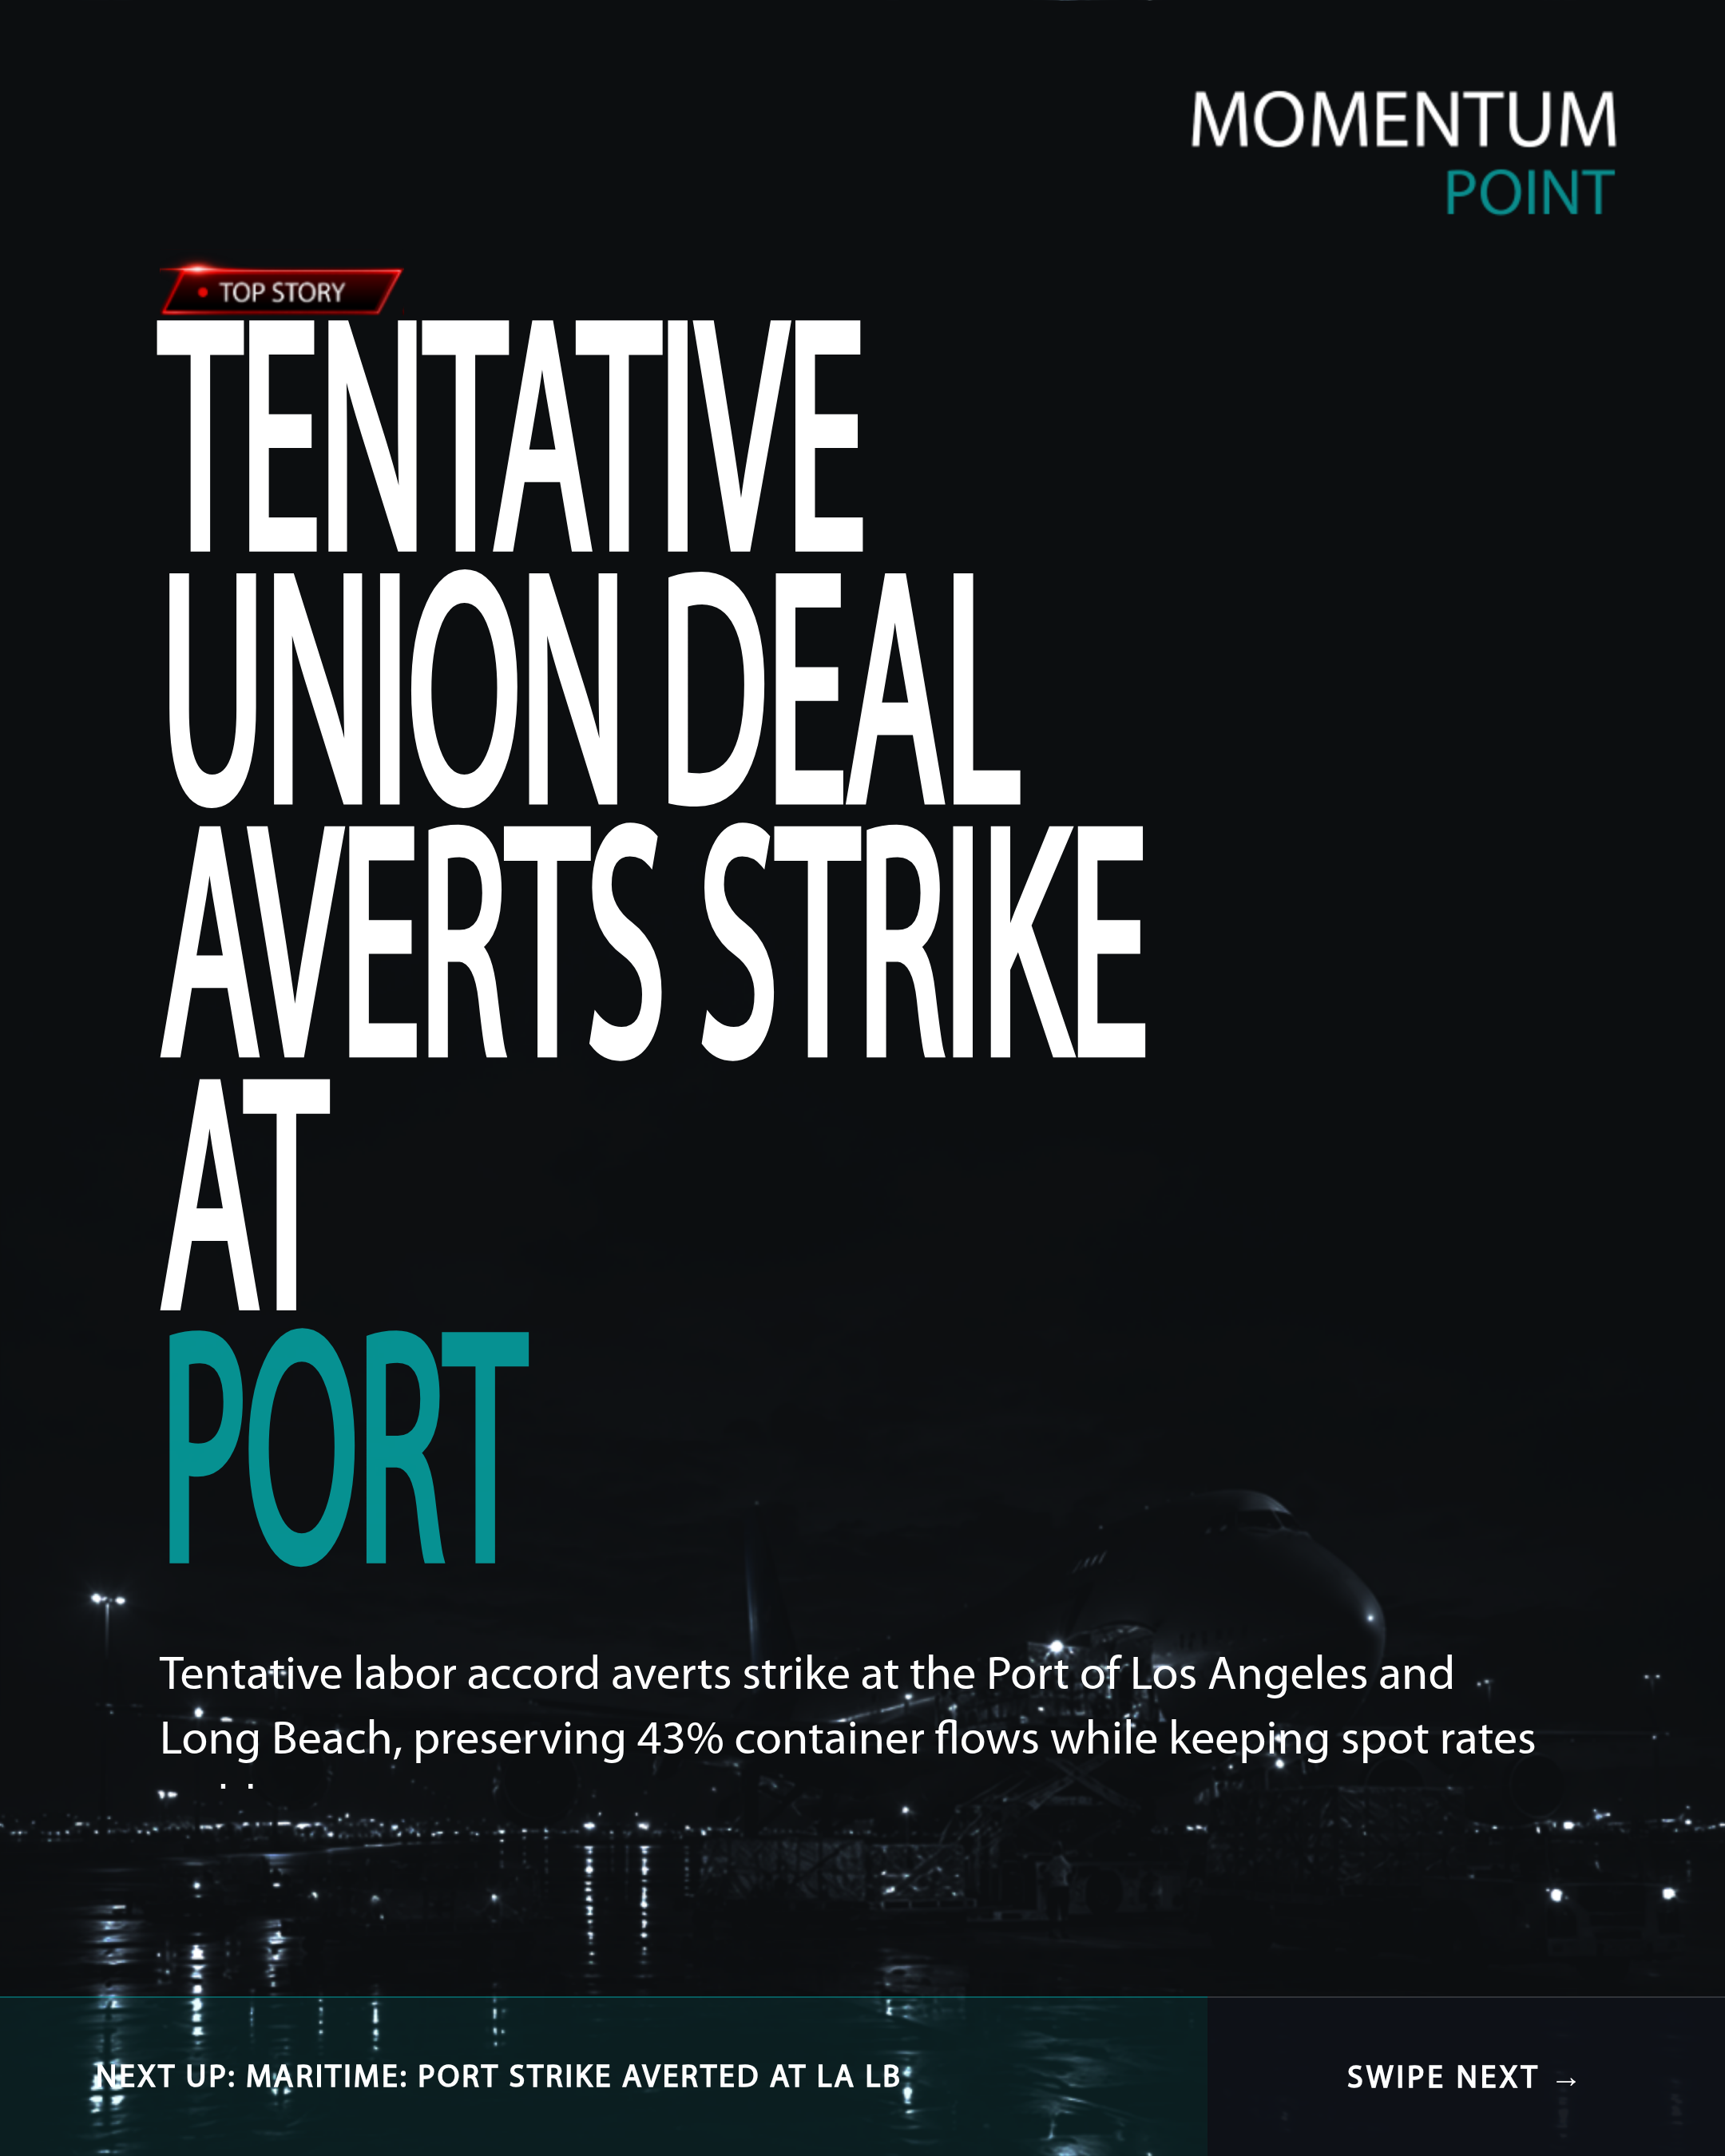 MOMENTUM
POINT
TOP STORY
TENTATIVE
UNION DEAL
AVERTS STRIKE
AT
PORT
Tentative labor accord averts strike at the Port of Los Angeles and
Long Beach, preserving 43% container flows while keeping spot rates
NEXT UP: MARITIME: PORT STRIKE AVERTED AT LA LB
SWIPE NEXT →